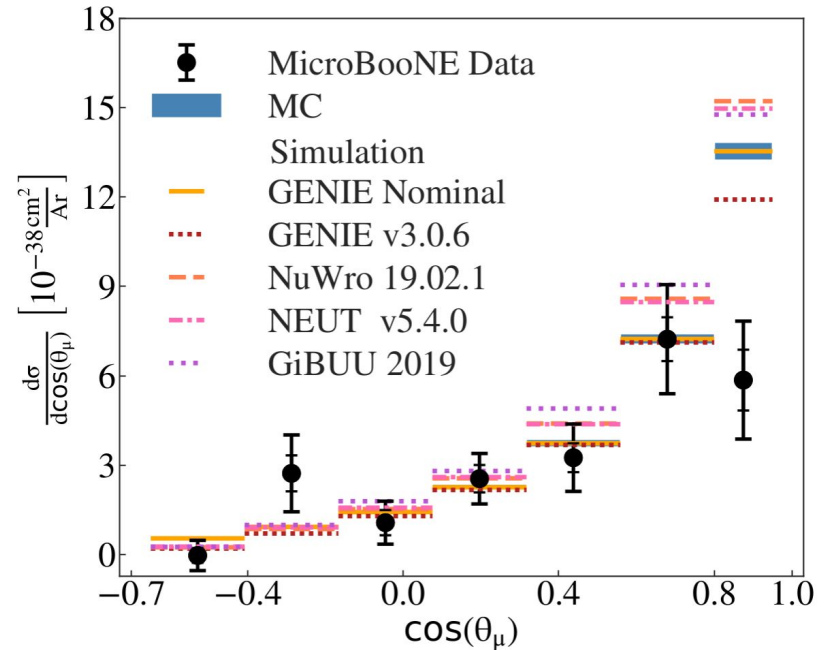 18
15
12
9
6
3
0
MicroBooNE Data
MC
Simulation
GENIE Nominal
GENIE v3.0.6
NuWro 19.02.1
NEUT v5.4.0
GiBUU 2019
dσ/dcos(θμ) [10⁻³⁸ cm²/Ar]
−0.7 −0.4 0.0 0.4 0.8 1.0
cos(θμ)